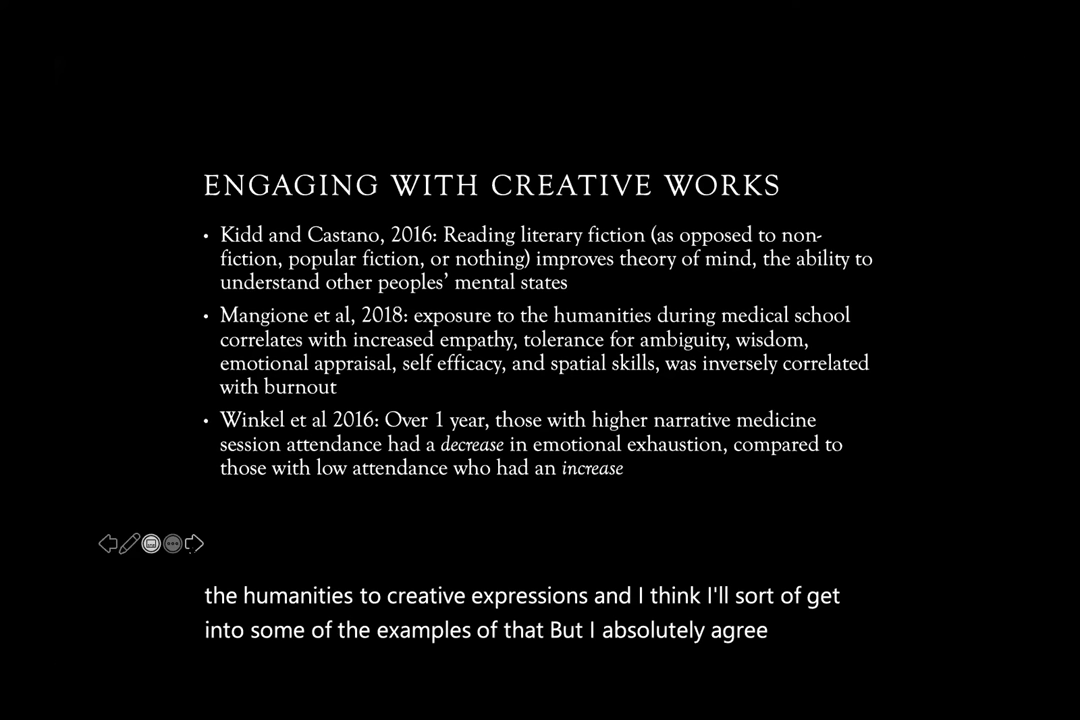 ENGAGING WITH CREATIVE WORKS
• Kidd and Castano, 2016: Reading literary fiction (as opposed to non-
fiction, popular fiction, or nothing) improves theory of mind, the ability to
understand other peoples’ mental states
• Mangione et al, 2018: exposure to the humanities during medical school
correlates with increased empathy, tolerance for ambiguity, wisdom,
emotional appraisal, self efficacy, and spatial skills, was inversely correlated
with burnout
• Winkel et al 2016: Over 1 year, those with higher narrative medicine
session attendance had a decrease in emotional exhaustion, compared to
those with low attendance who had an increase
the humanities to creative expressions and I think I'll sort of get
into some of the examples of that But I absolutely agree